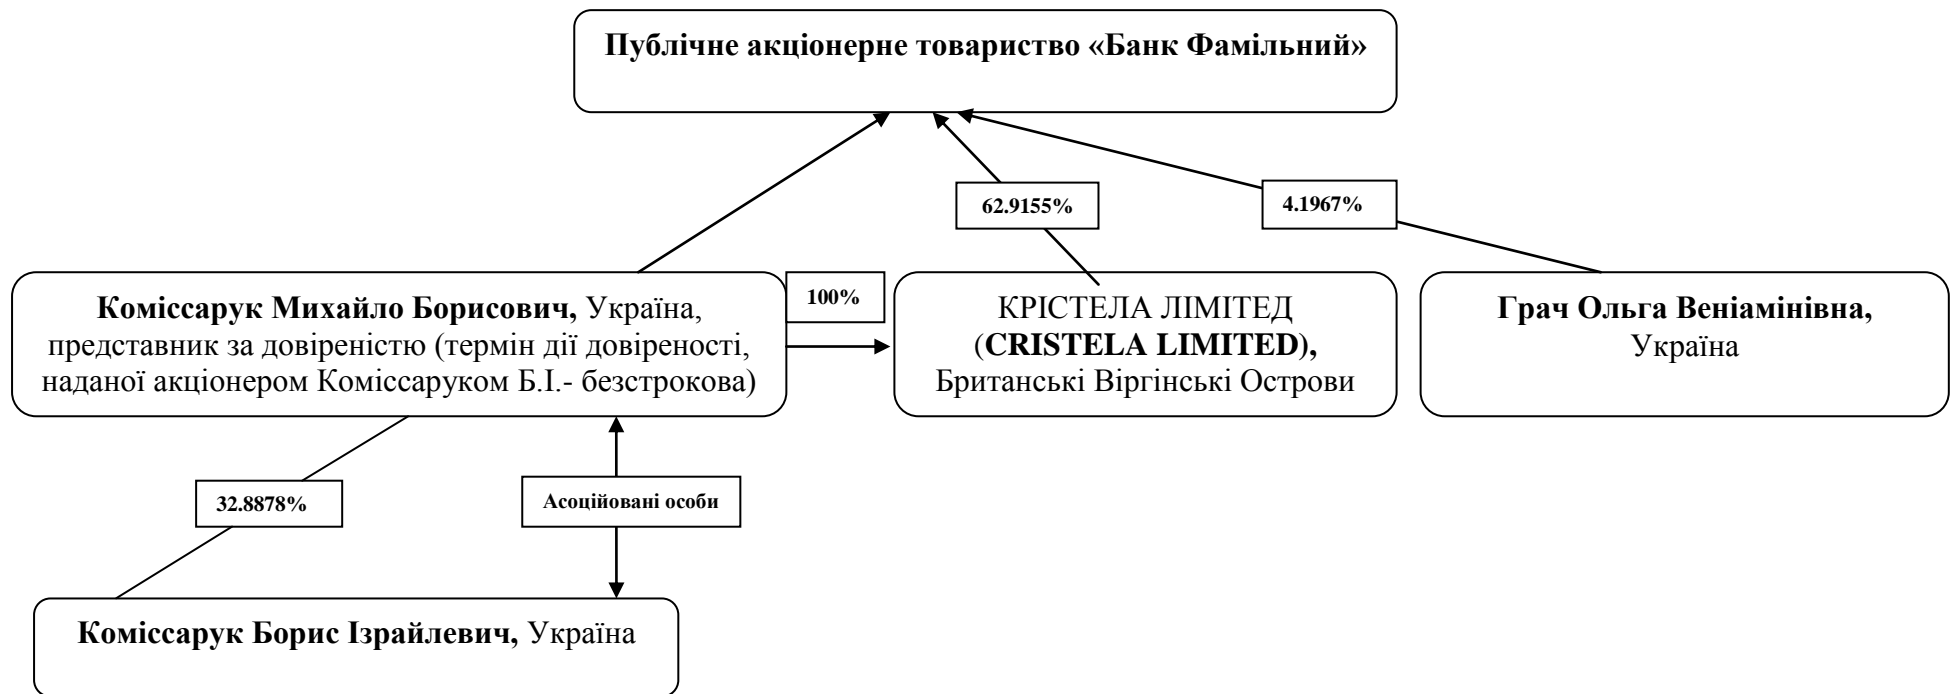 Публічне акціонерне товариство «Банк Фамільний»
62.9155%
4.1967%
Коміссарук Михайло Борисович, Україна,
представник за довіреністю (термін дії довіреності,
наданої акціонером Коміссаруком Б.І.- безстрокова)
100%
КРІСТЕЛА ЛІМІТЕД
(CRISTELA LIMITED),
Британські Віргінські Острови
Грач Ольга Веніамінівна,
Україна
32.8878%
Асоційовані особи
Коміссарук Борис Ізрайлевич, Україна